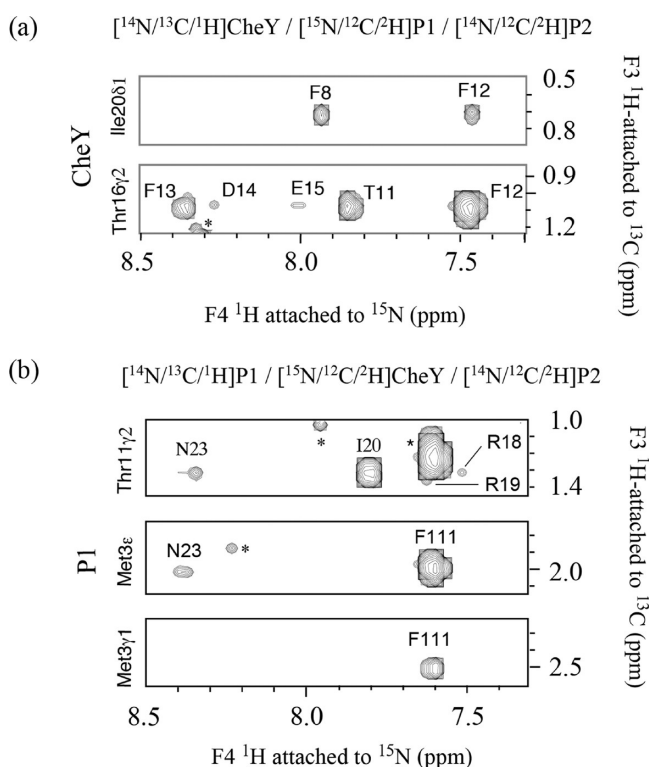 (a)
[¹⁴N/¹³C/¹H]CheY / [¹⁵N/¹²C/²H]P1 / [¹⁴N/¹²C/²H]P2
CheY
Ile20δ1
F8 F12
0.5
0.8
Thr16γ2
F13 D14 E15 T11 F12
*
0.9
1.2
8.5 8.0 7.5
F4 ¹H attached to ¹⁵N (ppm)
F3 ¹H-attached to ¹³C (ppm)
(b)
[¹⁴N/¹³C/¹H]P1 / [¹⁵N/¹²C/²H]CheY / [¹⁴N/¹²C/²H]P2
P1
Thr11γ2
N23 * I20 * R18
R19
1.0
1.4
Met3ε
N23 * F111
2.0
Met3γ1
F111
2.5
8.5 8.0 7.5
F4 ¹H attached to ¹⁵N (ppm)
F3 ¹H-attached to ¹³C (ppm)